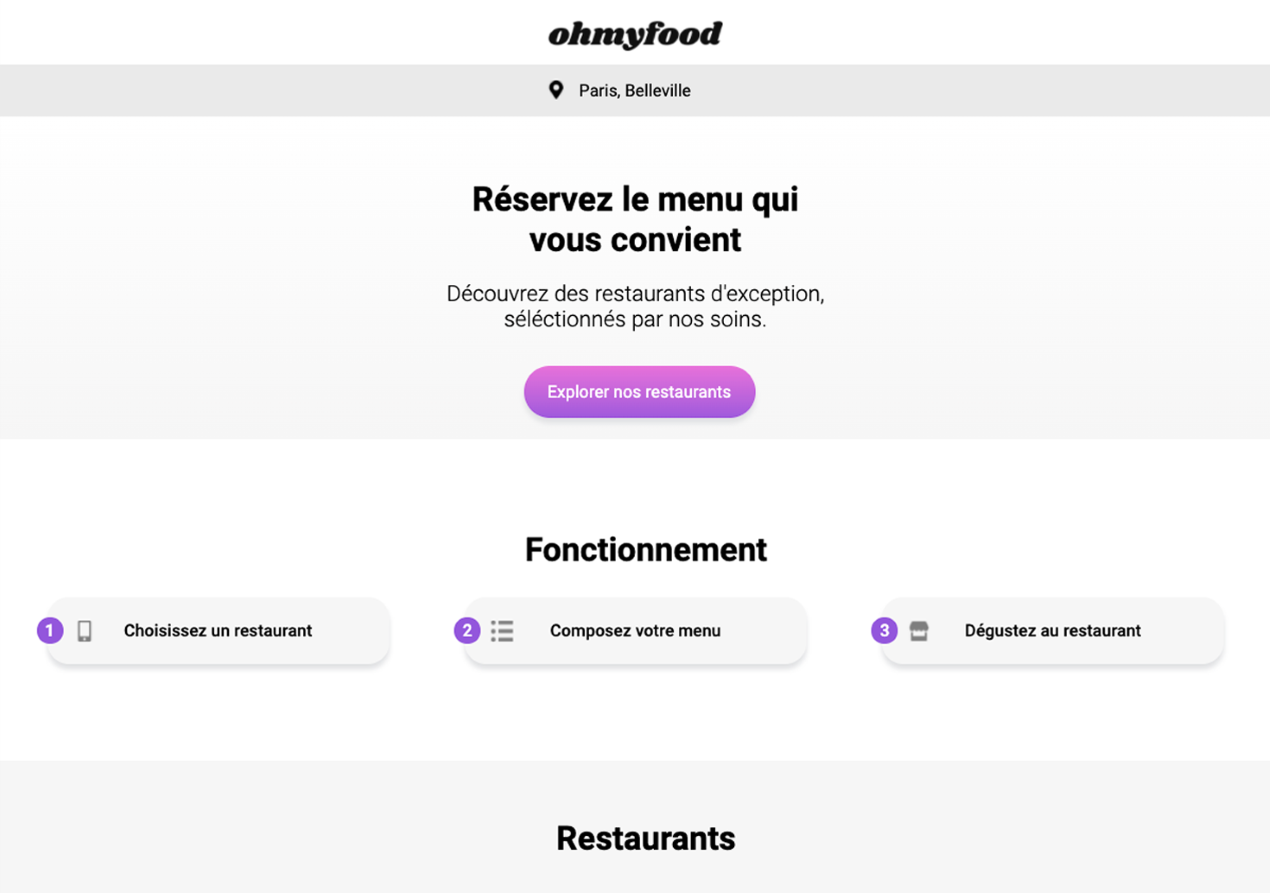 ohmyfood
Paris, Belleville
Réservez le menu qui
vous convient
Découvrez des restaurants d'exception,
séléctionnés par nos soins.
Explorer nos restaurants
Fonctionnement
1 Choisissez un restaurant
2 Composez votre menu
3 Dégustez au restaurant
Restaurants